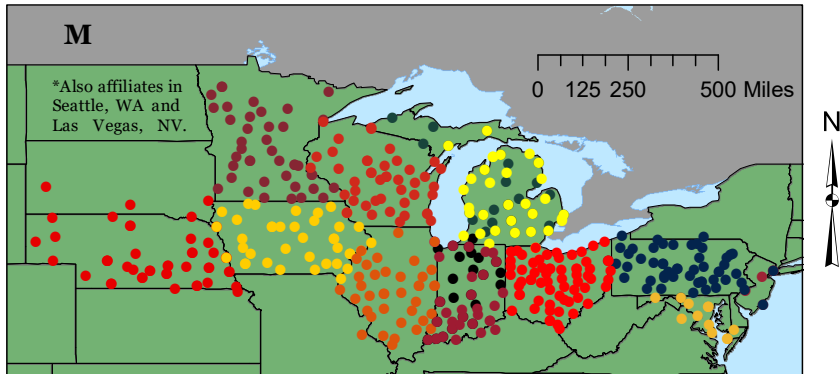 M
*Also affiliates in
Seattle, WA and
Las Vegas, NV.
0 125 250 500 Miles
N